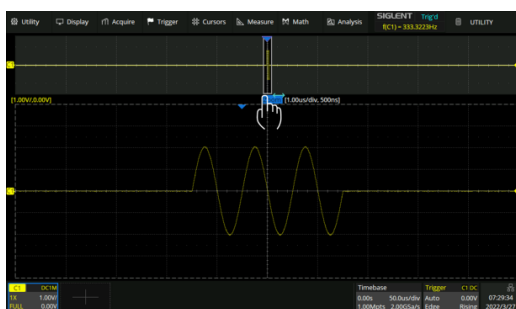 Utility Display Acquire Trigger Cursors Measure Math Analysis SIGLENT Trig'd UTILITY
f(C1) = 333.3223Hz
C1
[1.00V/,0.00V] [1.00us/div, 500ns]
C1
C1 DC1M Timebase Trigger C1 DC
1X 1.00V/ 0.00s 50.0us/div Auto 0.00V 07:29:34
FULL 0.00V 1.00Mpts 2.00GSa/s Edge Rising 2022/3/27